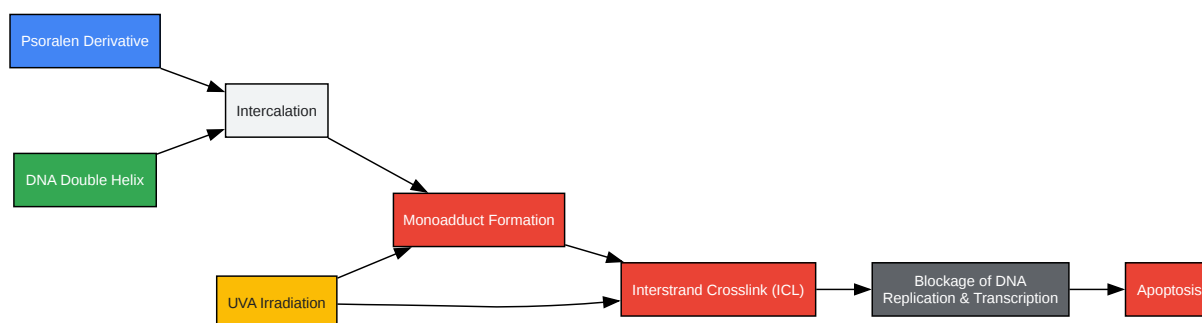 Psoralen Derivative
Intercalation
DNA Double Helix
Monoadduct Formation
UVA Irradiation
Interstrand Crosslink (ICL)
Blockage of DNA
Replication & Transcription
Apoptosis